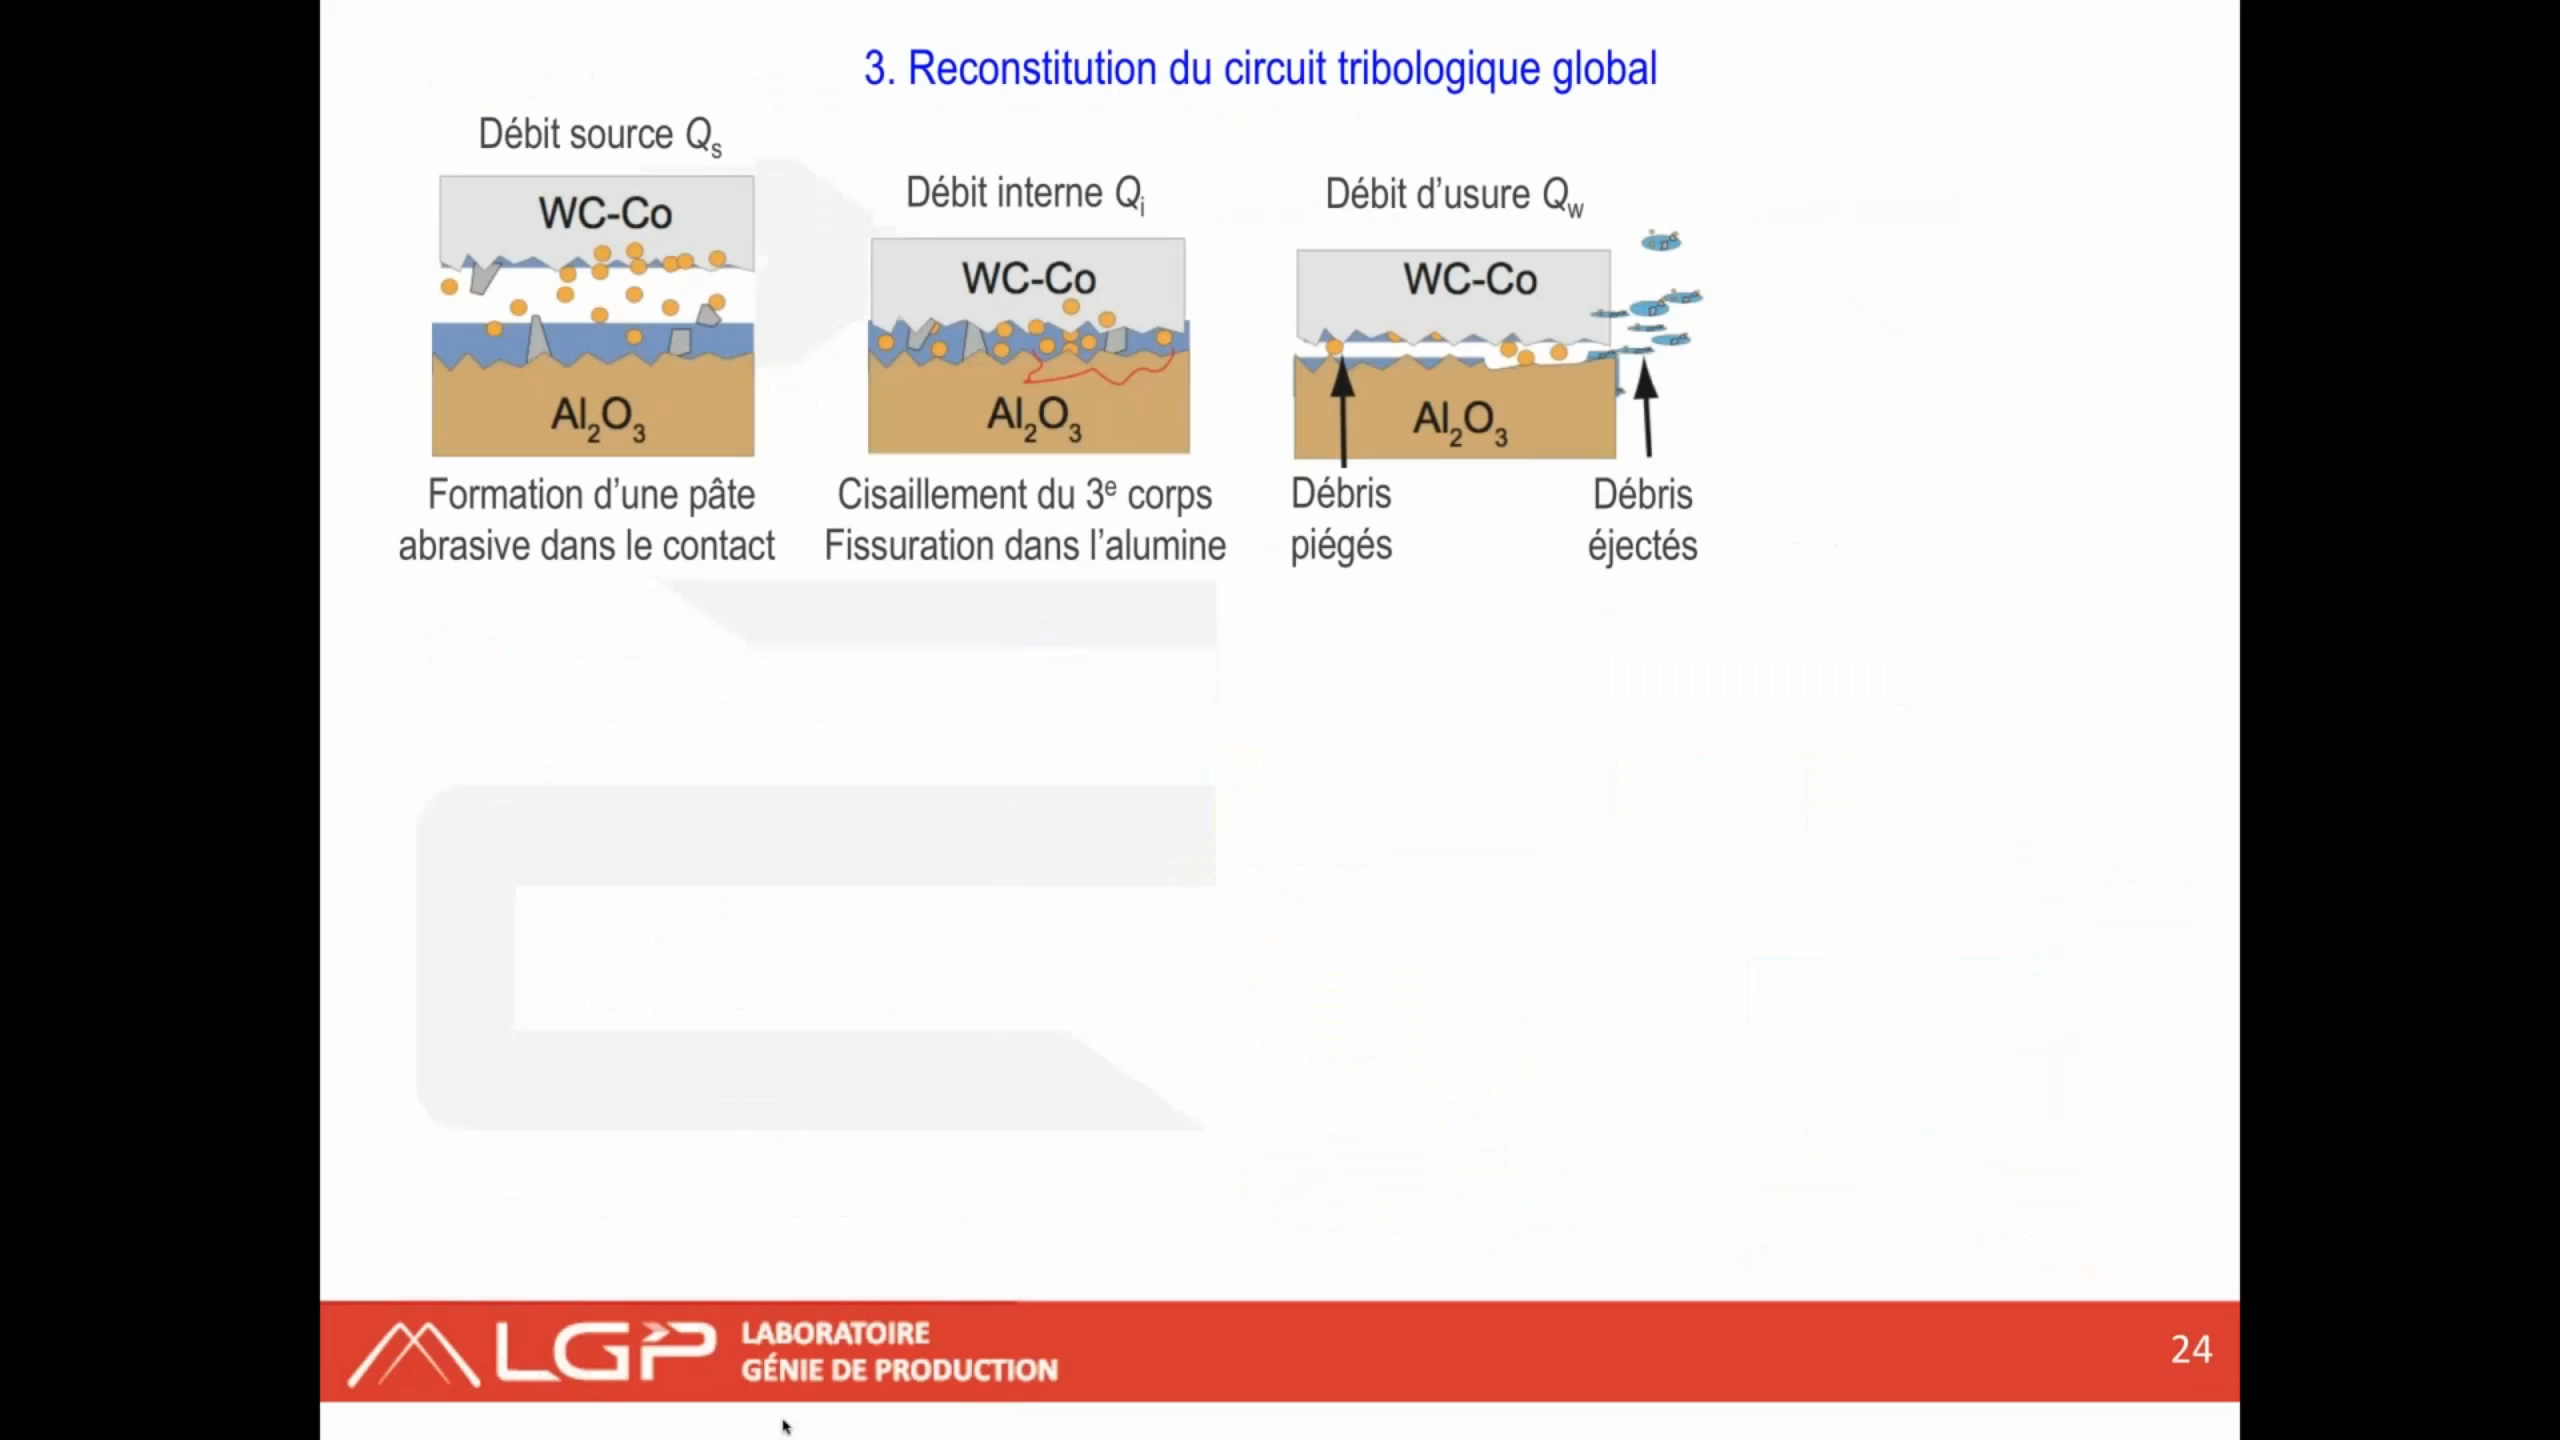 3. Reconstitution du circuit tribologique global
Débit source Qs
WC-Co
Al2O3
Formation d'une pâte
abrasive dans le contact
Débit interne Qi
WC-Co
Al2O3
Cisaillement du 3e corps
Fissuration dans l'alumine
Débit d'usure Qw
WC-Co
Al2O3
Débris
piégés
Débris
éjectés
LGP
LABORATOIRE
GÉNIE DE PRODUCTION
24